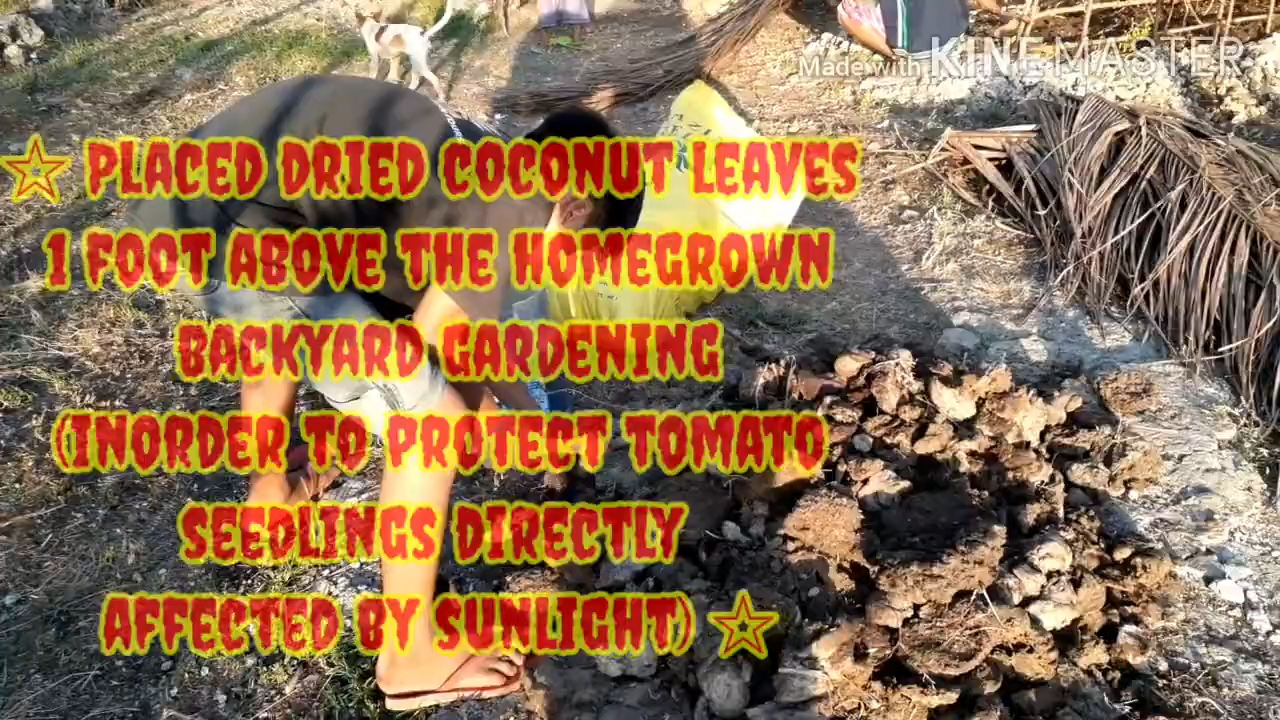 Made with KINEMASTER
☆ PLACED DRIED COCONUT LEAVES
1 FOOT ABOVE THE HOMEGROWN
BACKYARD GARDENING
(INORDER TO PROTECT TOMATO
SEEDLINGS DIRECTLY
AFFECTED BY SUNLIGHT) ☆